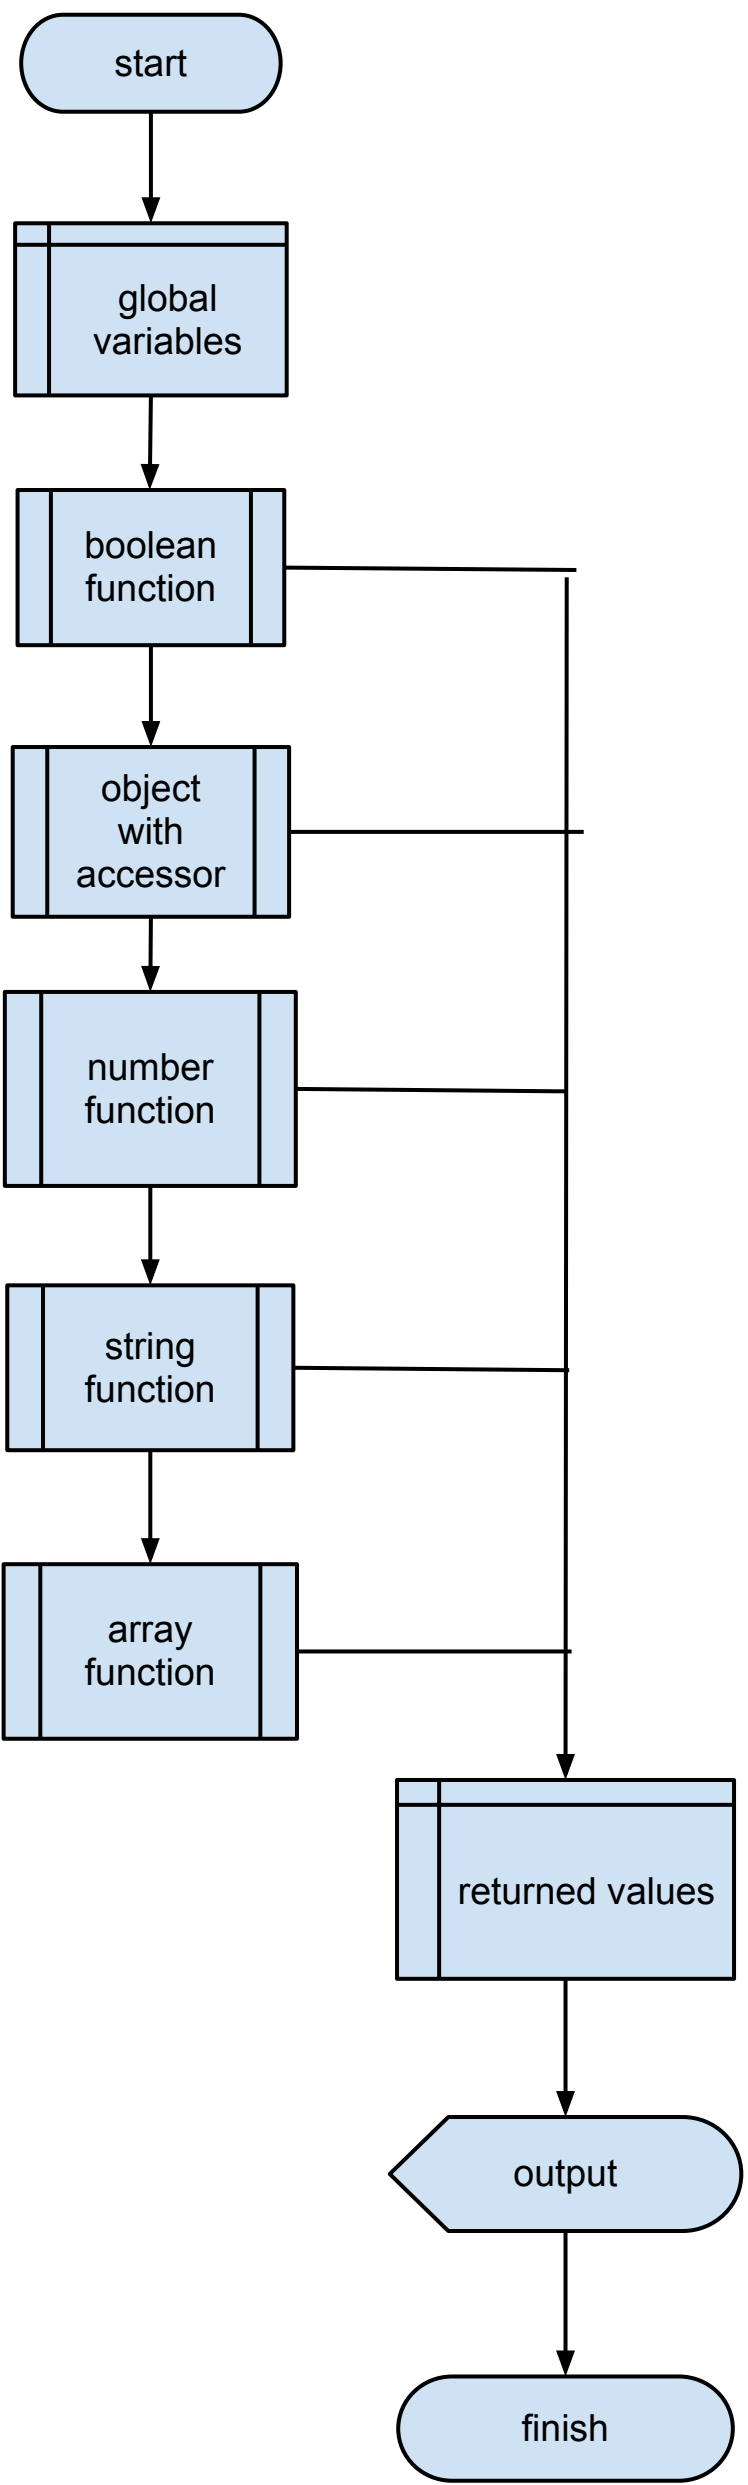 start
global
variables
boolean
function
object
with
accessor
number
function
string
function
array
function
returned values
output
finish